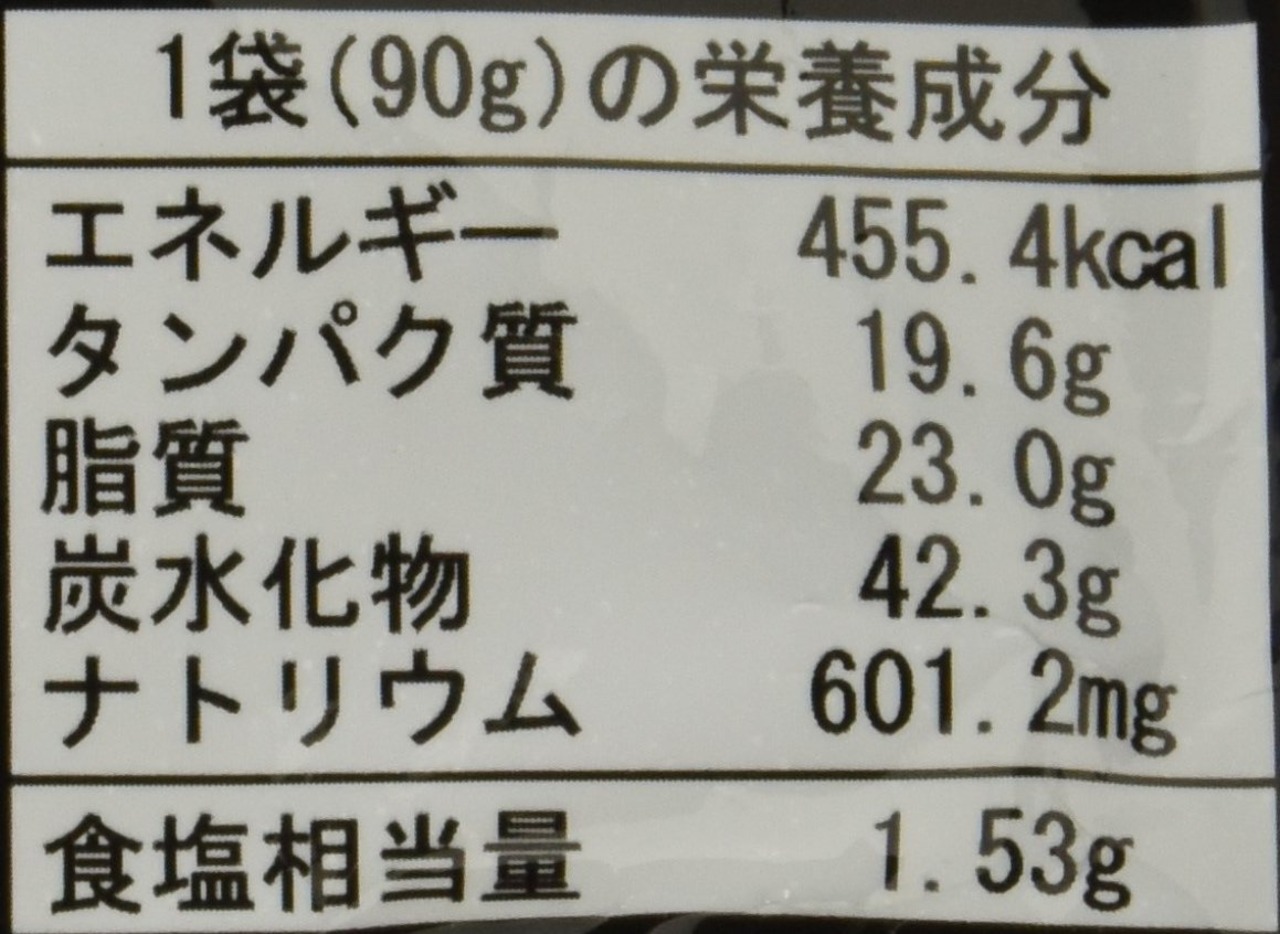 1袋(90g)の栄養成分
エネルギー 455.4kcal
タンパク質 19.6g
脂質 23.0g
炭水化物 42.3g
ナトリウム 601.2mg
食塩相当量 1.53g